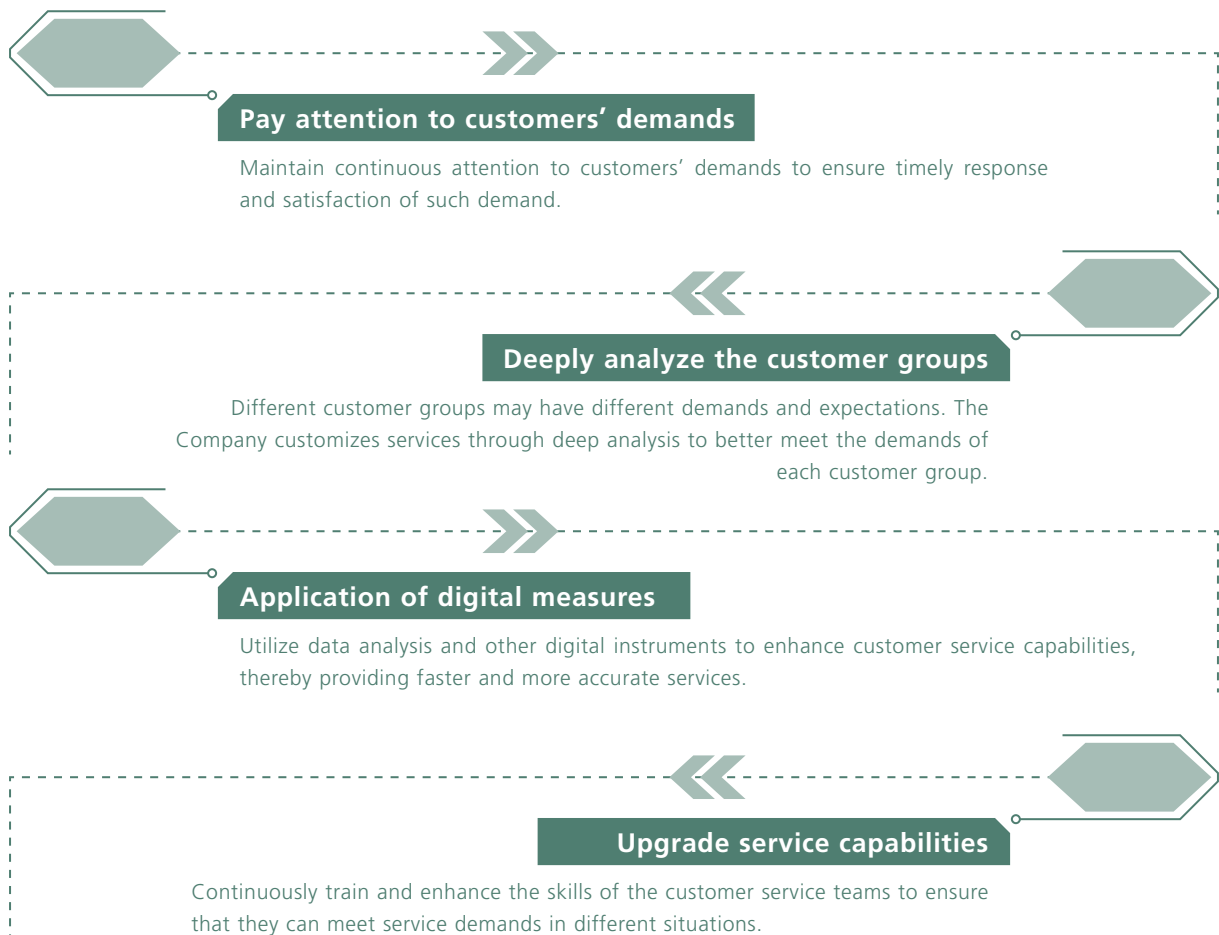 Pay attention to customers’ demands
Maintain continuous attention to customers’ demands to ensure timely response
and satisfaction of such demand.
Deeply analyze the customer groups
Different customer groups may have different demands and expectations. The
Company customizes services through deep analysis to better meet the demands of
each customer group.
Application of digital measures
Utilize data analysis and other digital instruments to enhance customer service capabilities,
thereby providing faster and more accurate services.
Upgrade service capabilities
Continuously train and enhance the skills of the customer service teams to ensure
that they can meet service demands in different situations.